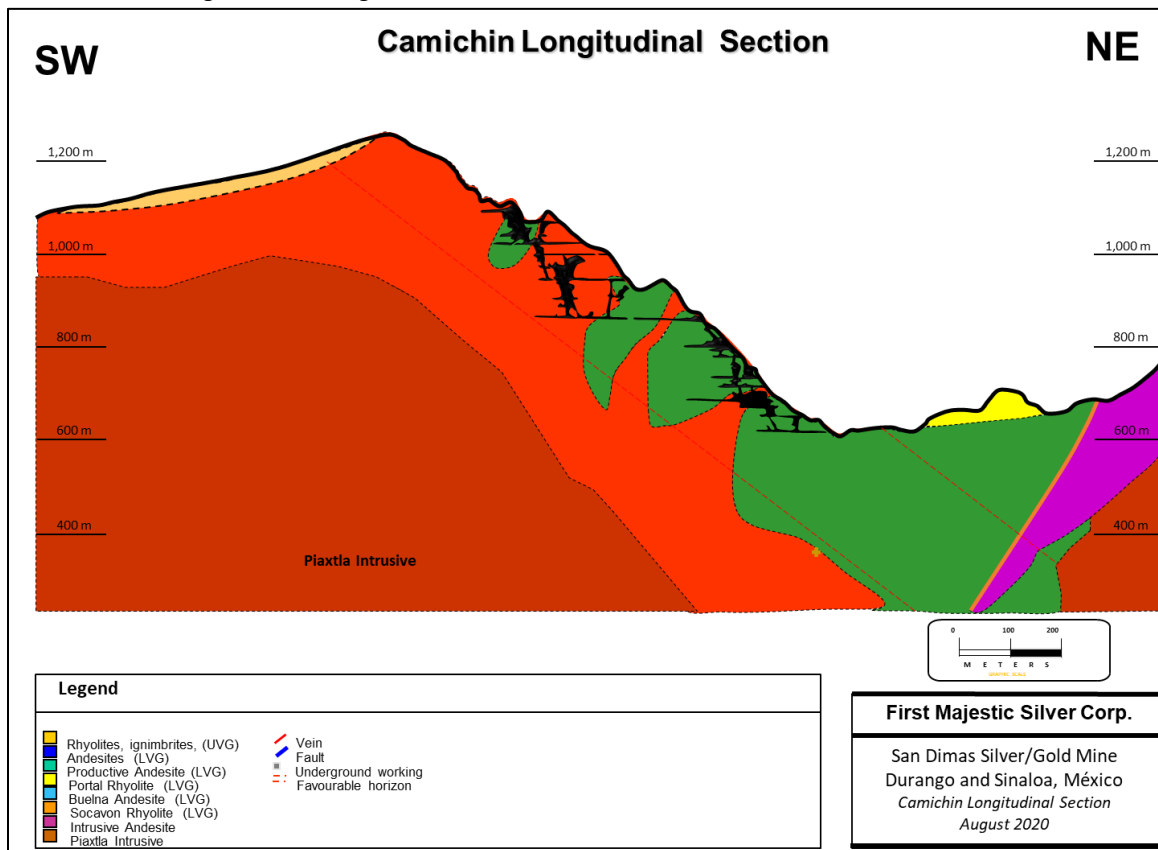 Camichin Longitudinal Section
SW
NE
1,200 m
1,200 m
1,000 m
1,000 m
800 m
800 m
600 m
600 m
400 m
400 m
Piaxtla Intrusive
0 100 200
M E T E R S
GRAPHIC SCALE
Legend
Rhyolites, ignimbrites, (UVG)
Andesites (LVG)
Productive Andesite (LVG)
Portal Rhyolite (LVG)
Buelna Andesite (LVG)
Socavon Rhyolite (LVG)
Intrusive Andesite
Piaxtla Intrusive
Vein
Fault
Underground working
Favourable horizon
First Majestic Silver Corp.
San Dimas Silver/Gold Mine
Durango and Sinaloa, México
Camichin Longitudinal Section
August 2020